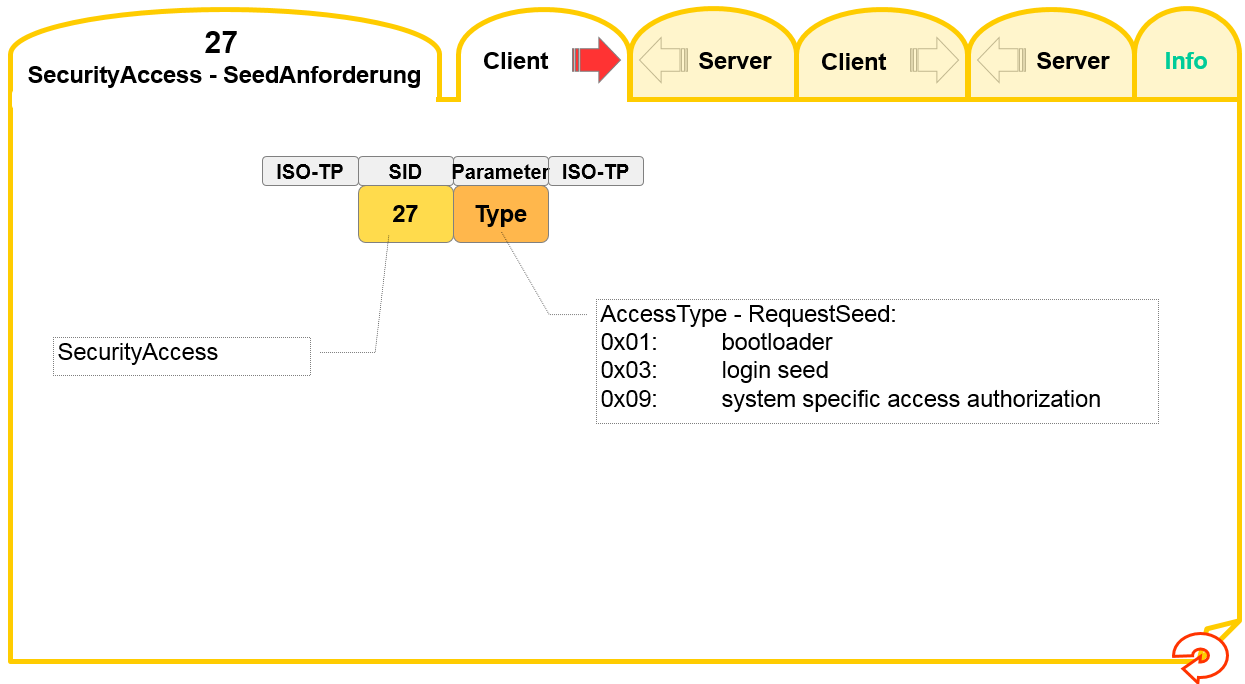 27
SecurityAccess - SeedAnforderung
Client
Server
Client
Server
Info
ISO-TP SID Parameter ISO-TP
27 Type
AccessType - RequestSeed:
0x01: bootloader
0x03: login seed
0x09: system specific access authorization
SecurityAccess